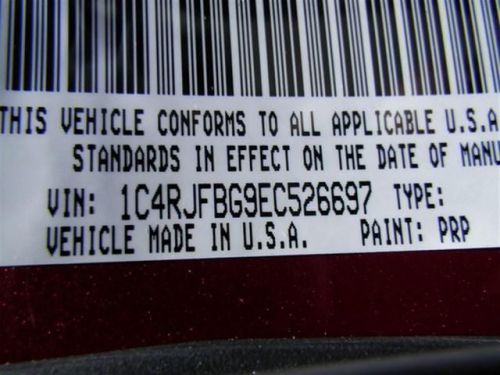 THIS VEHICLE CONFORMS TO ALL APPLICABLE U.S.A
STANDARDS IN EFFECT ON THE DATE OF MANU
VIN: 1C4RJFBG9EC526697 TYPE:
VEHICLE MADE IN U.S.A. PAINT: PRP